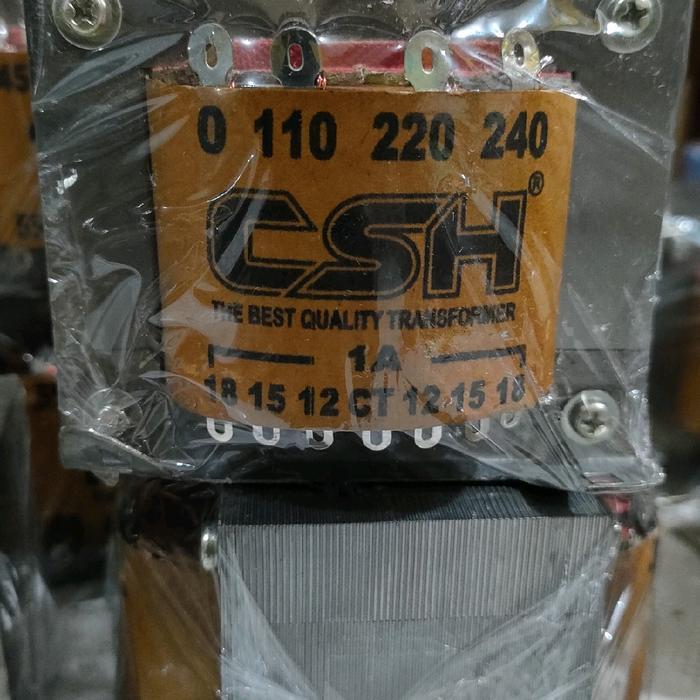 0 110 220 240
CSH®
THE BEST QUALITY TRANSFORMER
1A
18 15 12 CT 12 15 18